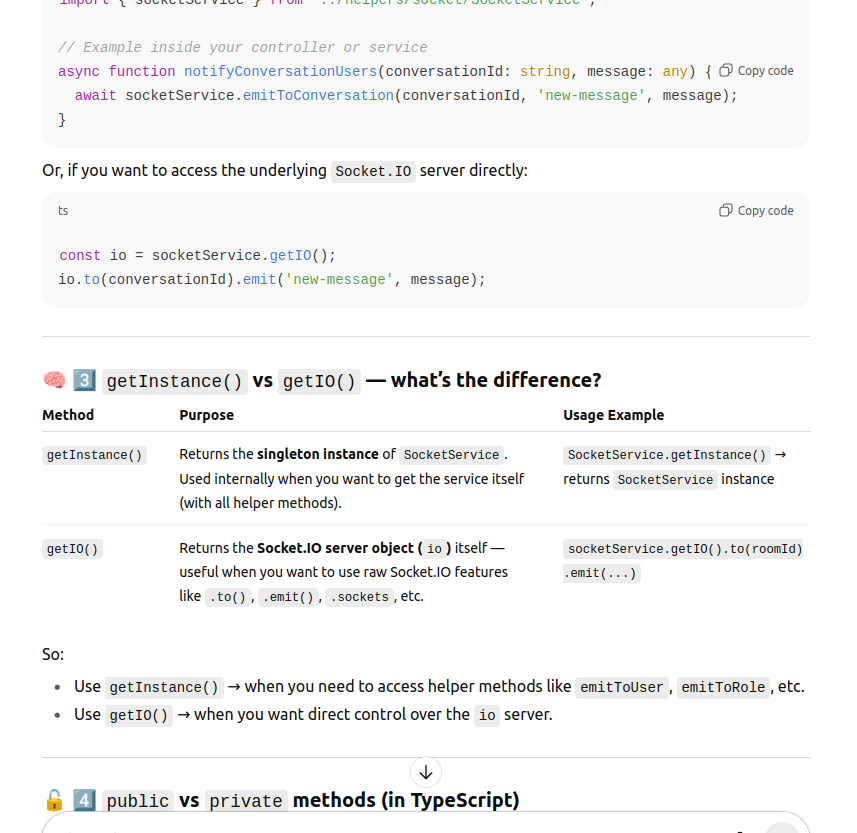 import { socketService } from '../helpers/socket/SocketService';
// Example inside your controller or service
async function notifyConversationUsers(conversationId: string, message: any) {
Copy code
await socketService.emitToConversation(conversationId, 'new-message', message);
}
Or, if you want to access the underlying Socket.IO server directly:
ts
Copy code
const io = socketService.getIO();
io.to(conversationId).emit('new-message', message);
🧠 3️⃣ getInstance() vs getIO() — what’s the difference?
Method Purpose Usage Example
getInstance() Returns the singleton instance of SocketService. SocketService.getInstance() →
Used internally when you want to get the service itself returns SocketService instance
(with all helper methods).
getIO() Returns the Socket.IO server object (io) itself — socketService.getIO().to(roomId)
useful when you want to use raw Socket.IO features .emit(...)
like .to(), .emit(), .sockets, etc.
So:
• Use getInstance() → when you need to access helper methods like emitToUser, emitToRole, etc.
• Use getIO() → when you want direct control over the io server.
🔓 4️⃣ public vs private methods (in TypeScript)